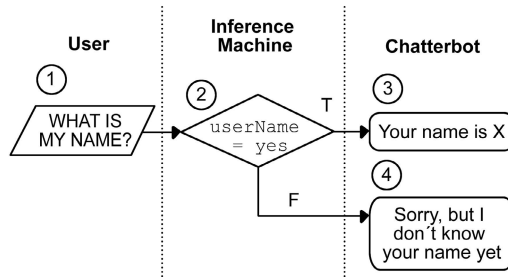 User
Inference
Machine
Chatterbot
1
2
3
T
WHAT IS
MY NAME?
userName
= yes
Your name is X
4
F
Sorry, but I
don´t know
your name yet